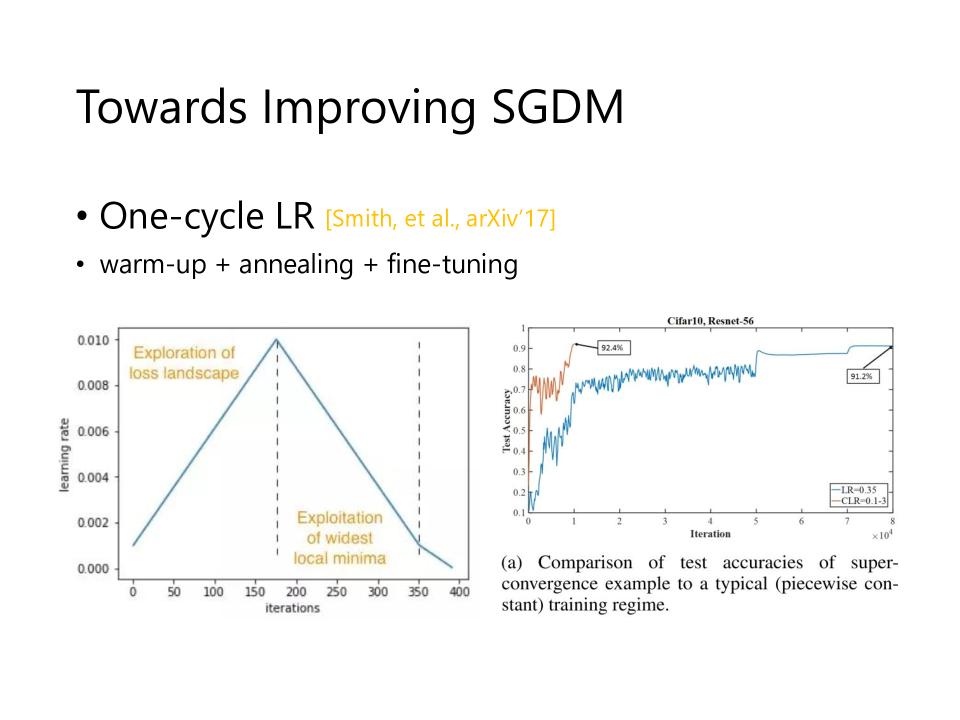 Towards Improving SGDM
• One-cycle LR [Smith, et al., arXiv’17]
• warm-up + annealing + fine-tuning
0.010
0.008
0.006
0.004
0.002
0.000
learning rate
Exploration of
loss landscape
Exploitation
of widest
local minima
0 50 100 150 200 250 300 350 400
iterations
Cifar10, Resnet-56
1
0.9
0.8
0.7
0.6
0.5
0.4
0.3
0.2
0.1
Test Accuracy
92.4%
91.2%
LR=0.35
CLR=0.1-3
0 1 2 3 4 5 6 7 8
Iteration
×10⁴
(a) Comparison of test accuracies of super-
convergence example to a typical (piecewise con-
stant) training regime.